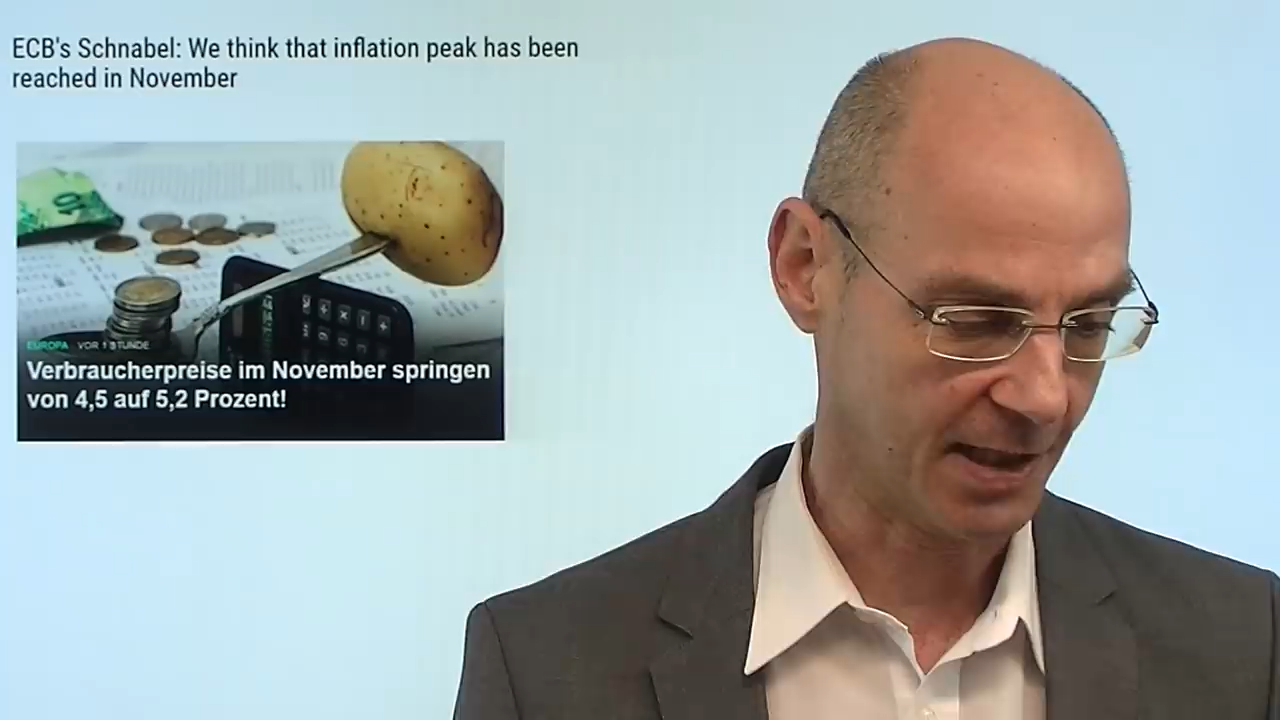 ECB's Schnabel: We think that inflation peak has been
reached in November
EUROPA VOR 1 STUNDE
Verbraucherpreise im November springen
von 4,5 auf 5,2 Prozent!